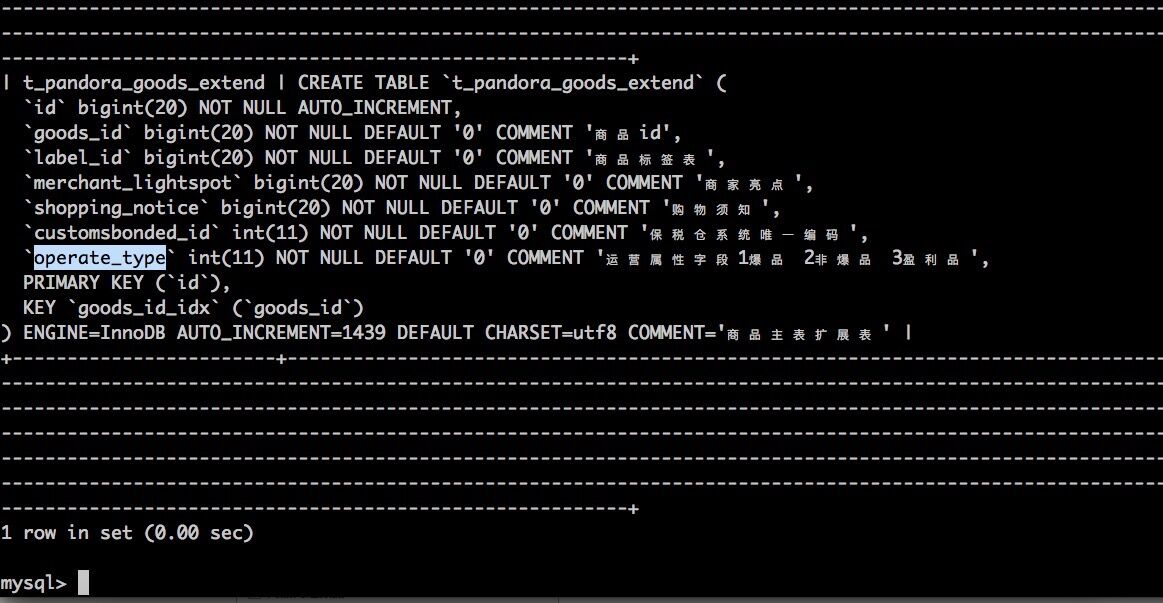 | t_pandora_goods_extend | CREATE TABLE `t_pandora_goods_extend` (
`id` bigint(20) NOT NULL AUTO_INCREMENT,
`goods_id` bigint(20) NOT NULL DEFAULT '0' COMMENT '商品id',
`label_id` bigint(20) NOT NULL DEFAULT '0' COMMENT '商品标签表',
`merchant_lightspot` bigint(20) NOT NULL DEFAULT '0' COMMENT '商家亮点',
`shopping_notice` bigint(20) NOT NULL DEFAULT '0' COMMENT '购物须知',
`customsbonded_id` int(11) NOT NULL DEFAULT '0' COMMENT '保税仓系统唯一编码',
`operate_type` int(11) NOT NULL DEFAULT '0' COMMENT '运营属性字段1爆品 2非爆品 3盈利品',
PRIMARY KEY (`id`),
KEY `goods_id_idx` (`goods_id`)
) ENGINE=InnoDB AUTO_INCREMENT=1439 DEFAULT CHARSET=utf8 COMMENT='商品主表扩展表' |
1 row in set (0.00 sec)
mysql>